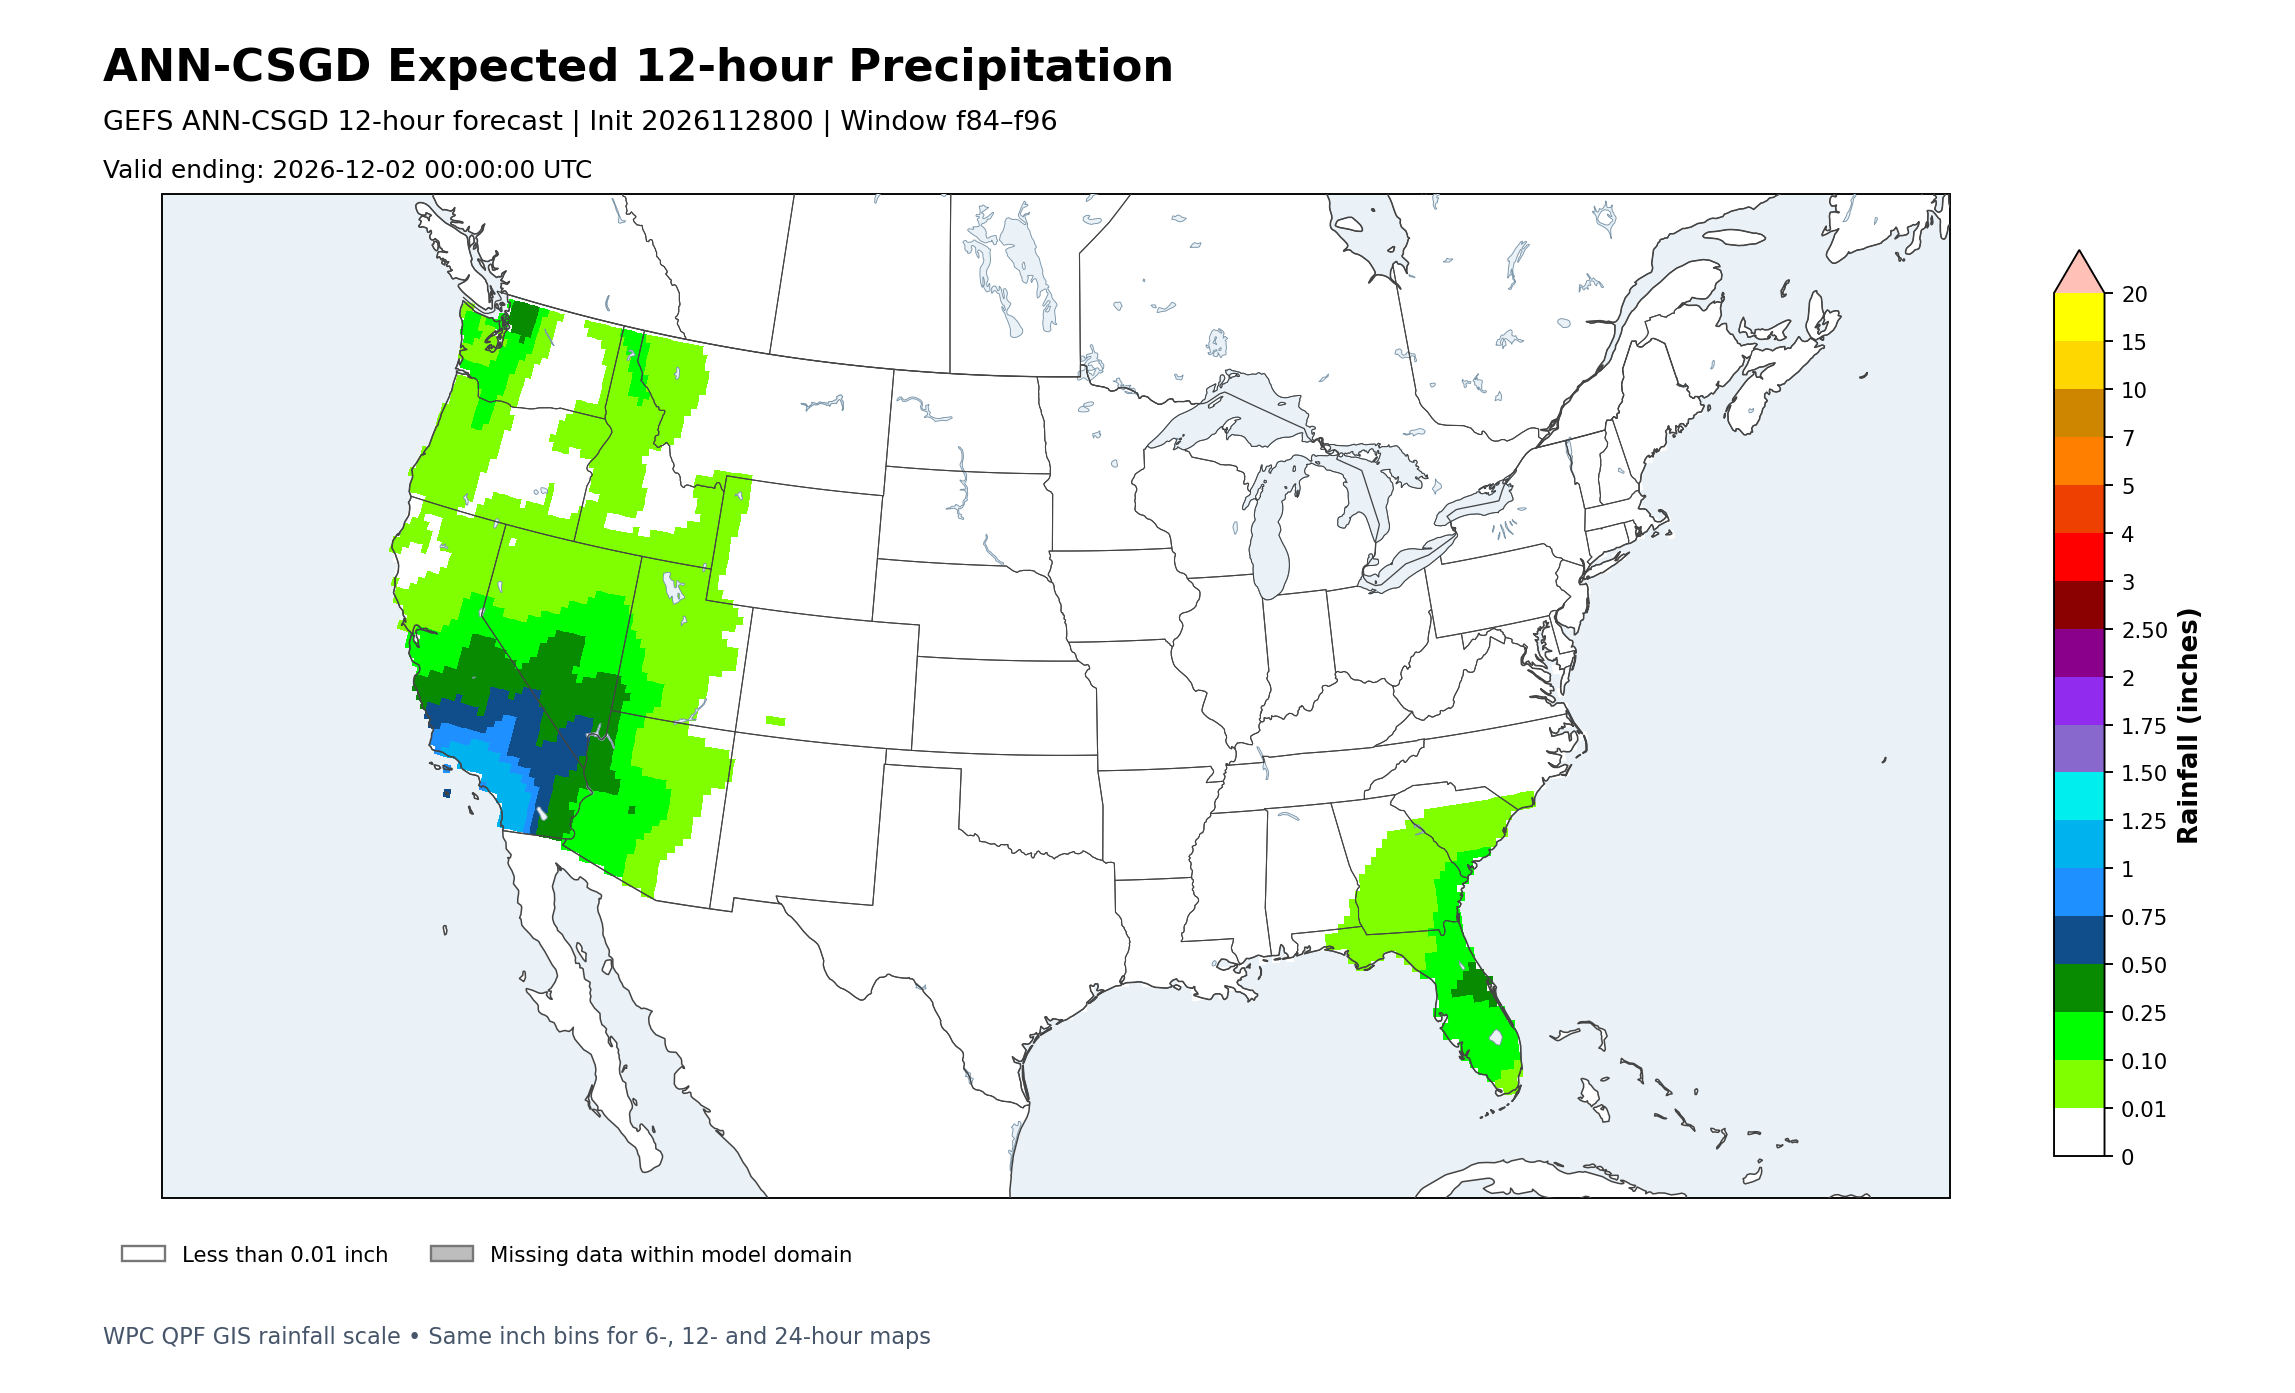 ANN-CSGD Expected 12-hour Precipitation
GEFS ANN-CSGD 12-hour forecast | Init 2026112800 | Window f84–f96
Valid ending: 2026-12-02 00:00:00 UTC
20
15
10
7
5
4
3
2.50
2
1.75
1.50
1.25
1
0.75
0.50
0.25
0.10
0.01
0
Rainfall (inches)
Less than 0.01 inch
Missing data within model domain
WPC QPF GIS rainfall scale • Same inch bins for 6-, 12- and 24-hour maps